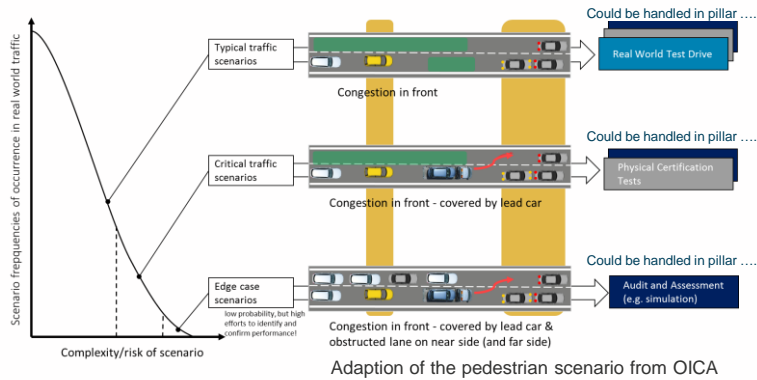 Scenario frepquencies of occurrence in real world traffic
Complexity/risk of scenario
Typical traffic
scenarios
Congestion in front
Could be handled in pillar ....
Real World Test Drive
Critical traffic
scenarios
Congestion in front - covered by lead car
Could be handled in pillar ....
Physical Certification
Tests
Edge case
scenarios
low probability, but high
efforts to identify and
confirm performance!
Congestion in front - covered by lead car &
obstructed lane on near side (and far side)
Could be handled in pillar ....
Audit and Assessment
(e.g. simulation)
Adaption of the pedestrian scenario from OICA